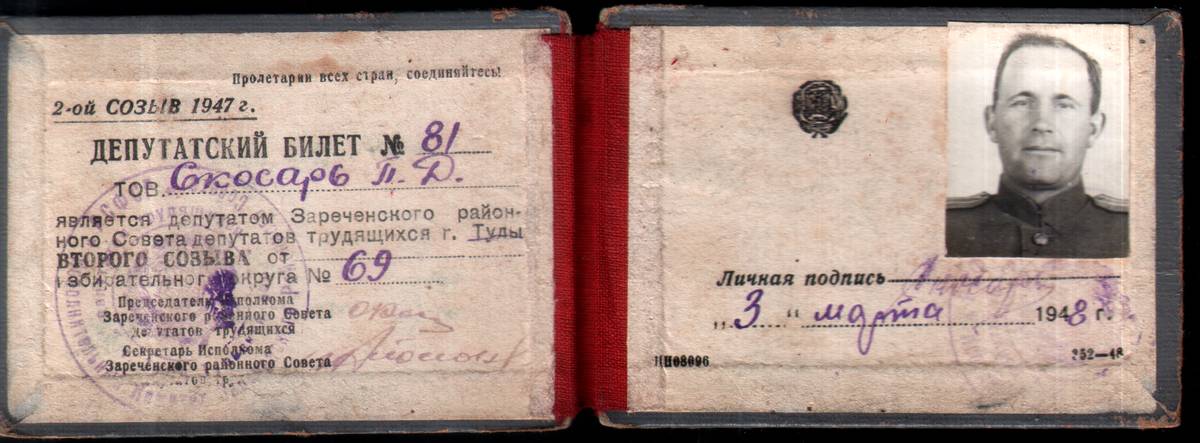 Пролетарии всех стран, соединяйтесь!
2-ой СОЗЫВ 1947 г.
ДЕПУТАТСКИЙ БИЛЕТ № 81
ТОВ. Скосарь П. Д.
является депутатом Зареченского район-
ного Совета депутатов трудящихся г. Тулы
ВТОРОГО СОЗЫВА от
избирательного округа № 69
Председатель Исполкома
Зареченского районного Совета
депутатов трудящихся
Секретарь Исполкома
Зареченского районного Совета
Личная подпись
„ 3 " марта 1948 г.
ЦН08096
252—48